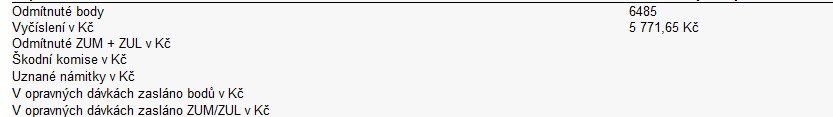 Odmítnuté body 6485
Vyčíslení v Kč 5 771,65 Kč
Odmítnuté ZUM + ZUL v Kč
Škodní komise v Kč
Uznané námitky v Kč
V opravných dávkách zasláno bodů v Kč
V opravných dávkách zasláno ZUM/ZUL v Kč